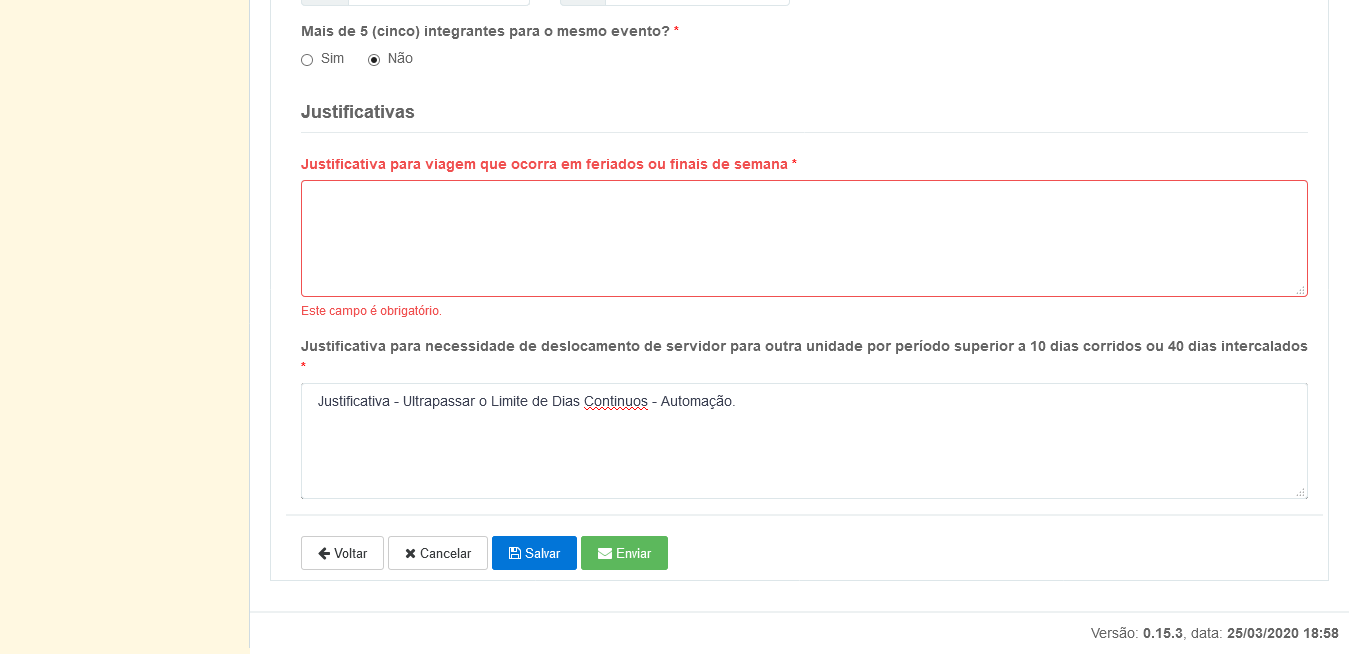 Mais de 5 (cinco) integrantes para o mesmo evento? *
Sim Não
Justificativas
Justificativa para viagem que ocorra em feriados ou finais de semana *
Este campo é obrigatório.
Justificativa para necessidade de deslocamento de servidor para outra unidade por período superior a 10 dias corridos ou 40 dias intercalados
*
Justificativa - Ultrapassar o Limite de Dias Continuos - Automação.
Voltar Cancelar Salvar Enviar
Versão: 0.15.3, data: 25/03/2020 18:58